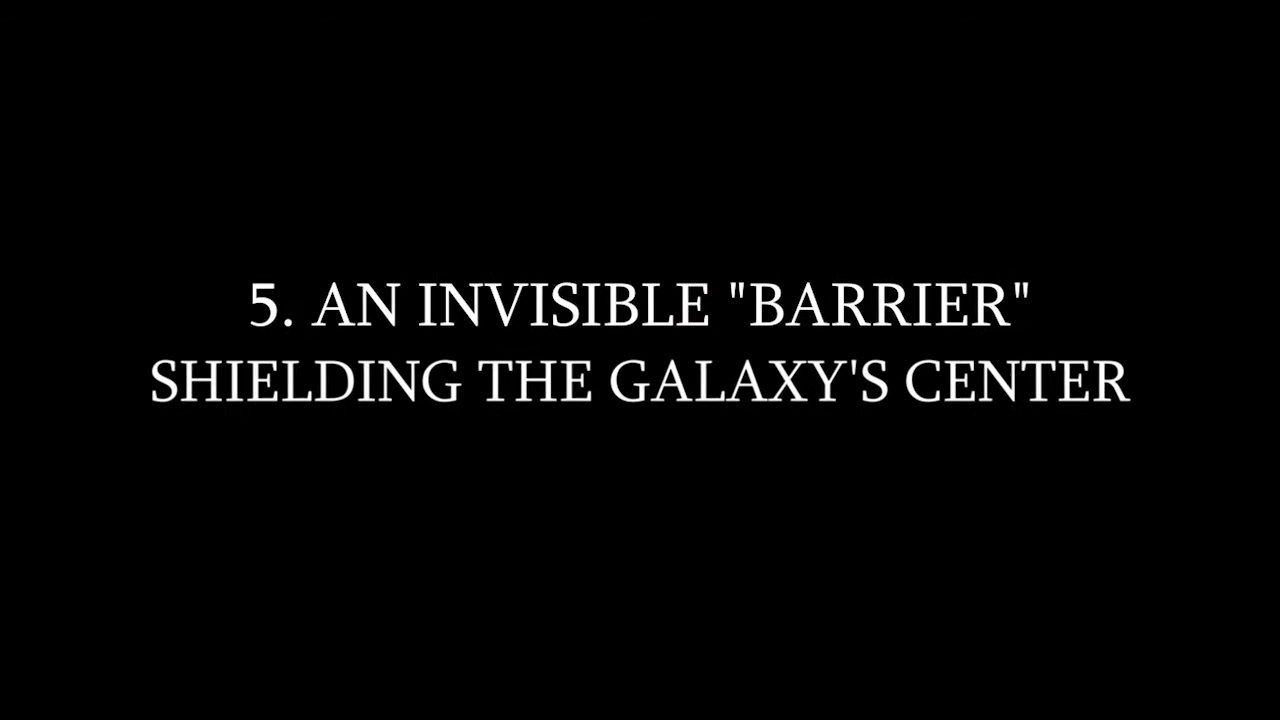 5. AN INVISIBLE "BARRIER"
SHIELDING THE GALAXY'S CENTER